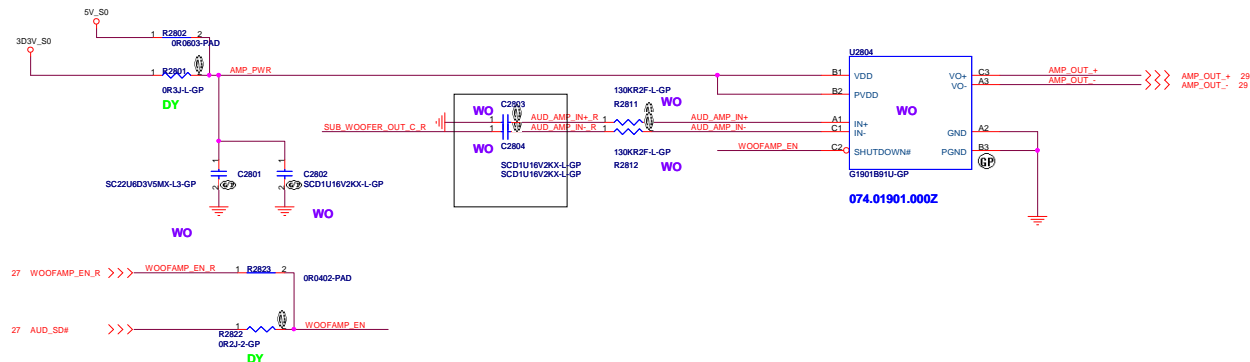 5V_S0
3D3V_S0
1 R2802 2
0R0603-PAD
1 R2801
0R3J-L-GP
DY
AMP_PWR
1 1
2 2
C2801
SC22U6D3V5MX-L3-GP
C2802
SCD1U16V2KX-L-GP
WO
WO
SUB_WOOFER_OUT_C_R
WO
C2803
1
1
C2804
WO
SCD1U16V2KX-L-GP
SCD1U16V2KX-L-GP
AUD_AMP_IN+_R
AUD_AMP_IN-_R
130KR2F-L-GP
R2811
WO
1
1
130KR2F-L-GP
R2812
WO
AUD_AMP_IN+
AUD_AMP_IN-
WOOFAMP_EN
U2804
B1 VDD
B2 PVDD
A1 IN+
C1 IN-
C2 SHUTDOWN#
WO
VO+ C3
VO- A3
GND A2
PGND B3
GP
G1901B91U-GP
074.01901.000Z
AMP_OUT_+
AMP_OUT_-
AMP_OUT_+ 29
AMP_OUT_- 29
27 WOOFAMP_EN_R
WOOFAMP_EN_R
1 R2823 2
0R0402-PAD
27 AUD_SD#
1
R2822
0R2J-2-GP
DY
WOOFAMP_EN